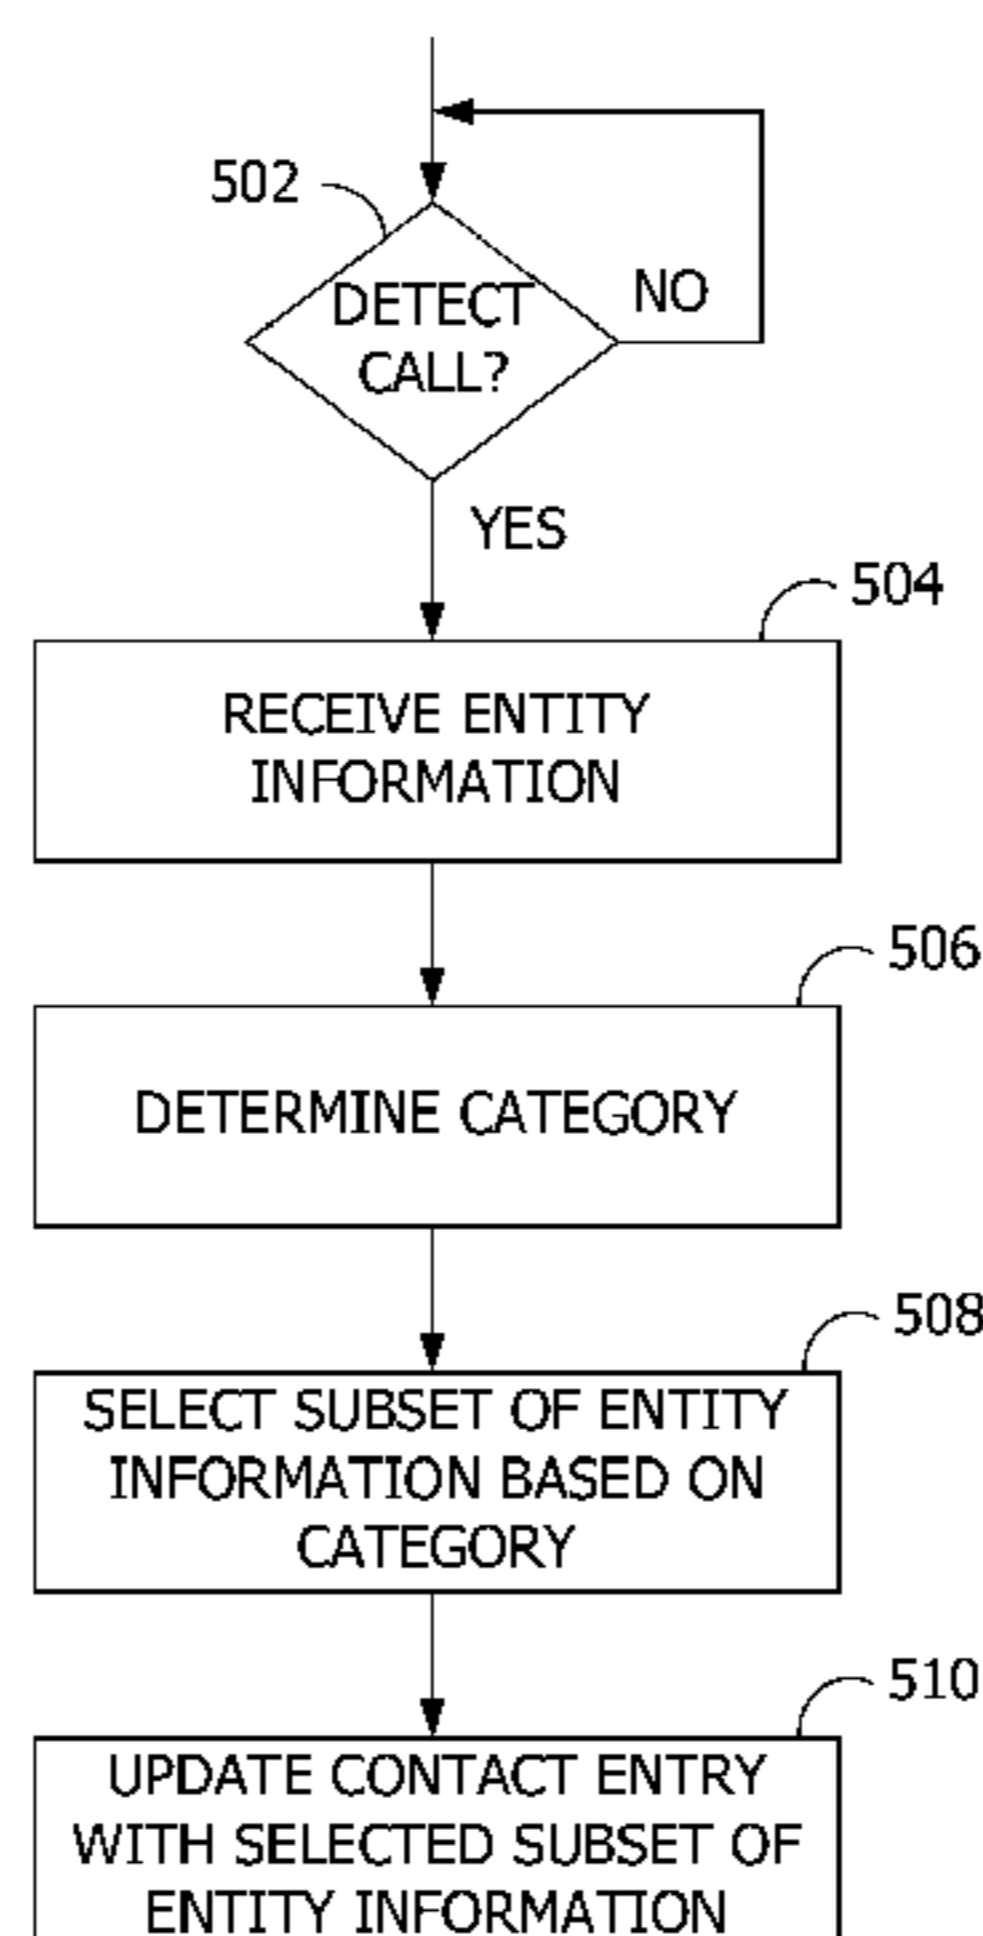 502
DETECT
CALL?
NO
YES
504
RECEIVE ENTITY
INFORMATION
506
DETERMINE CATEGORY
508
SELECT SUBSET OF ENTITY
INFORMATION BASED ON
CATEGORY
510
UPDATE CONTACT ENTRY
WITH SELECTED SUBSET OF
ENTITY INFORMATION